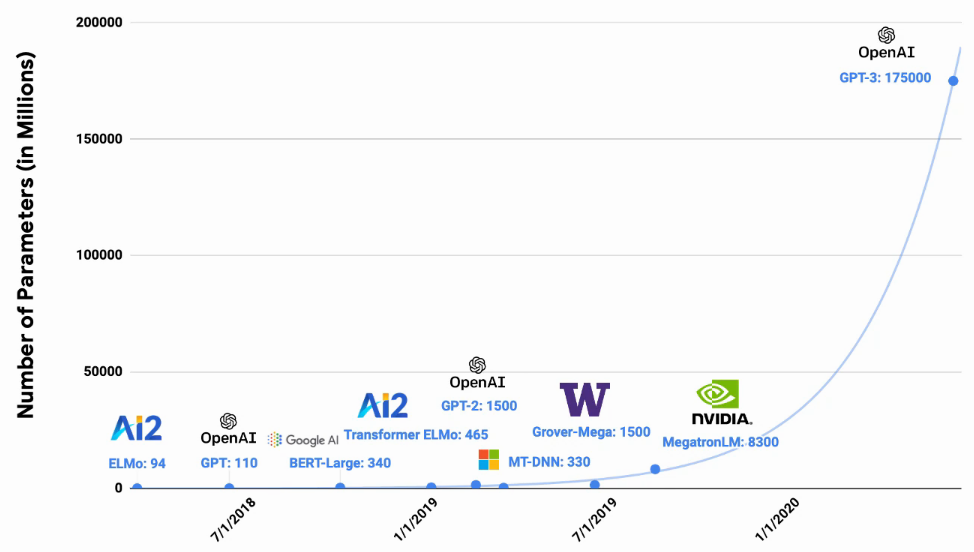 Number of Parameters (in Millions)
200000
150000
100000
50000
0
OpenAI
GPT-3: 175000
OpenAI
GPT-2: 1500
Ai2
ELMo: 94
OpenAI
GPT: 110
Google AI
BERT-Large: 340
Ai2
Transformer ELMo: 465
MT-DNN: 330
W
Grover-Mega: 1500
NVIDIA.
MegatronLM: 8300
7/1/2018
1/1/2019
7/1/2019
1/1/2020